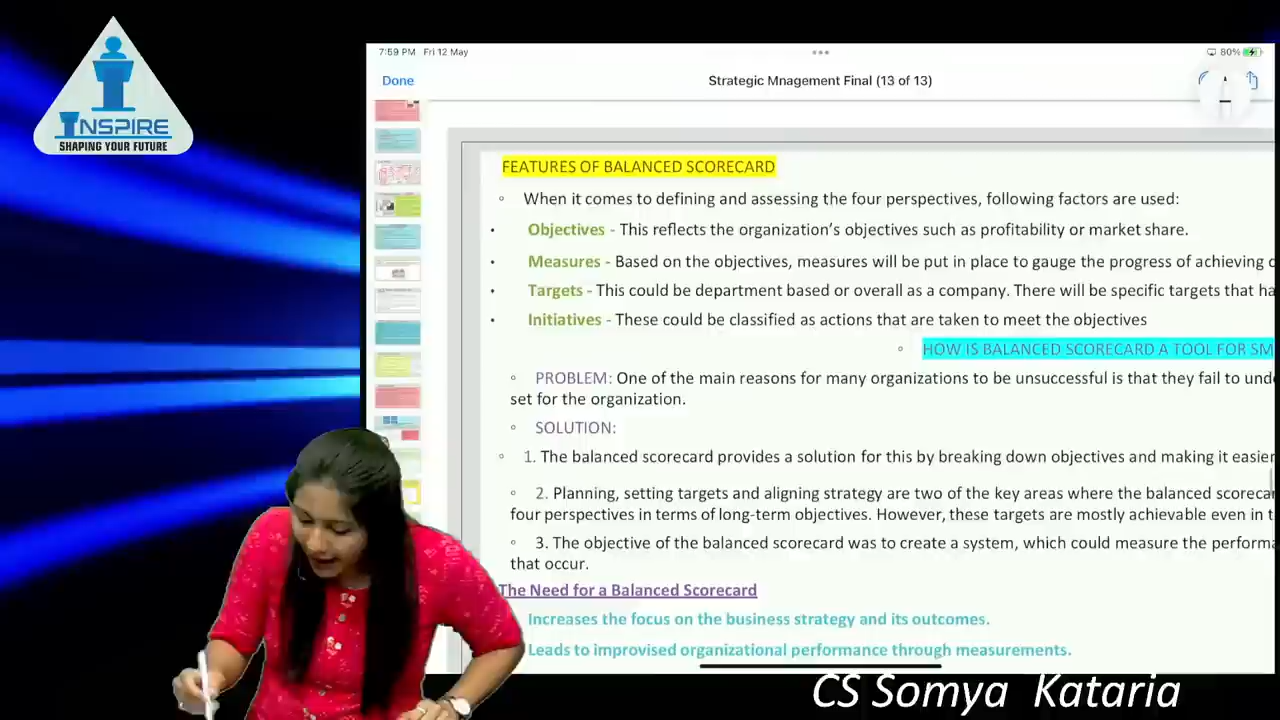 7:59 PM Fri 12 May
80%
Done
Strategic Mnagement Final (13 of 13)
INSPIRE
SHAPING YOUR FUTURE
FEATURES OF BALANCED SCORECARD
When it comes to defining and assessing the four perspectives, following factors are used:
Objectives - This reflects the organization's objectives such as profitability or market share.
Measures - Based on the objectives, measures will be put in place to gauge the progress of achieving
Targets - This could be department based or overall as a company. There will be specific targets that
Initiatives - These could be classified as actions that are taken to meet the objectives
HOW IS BALANCED SCORECARD A TOOL FOR SM
PROBLEM: One of the main reasons for many organizations to be unsuccessful is that they fail to
set for the organization.
SOLUTION:
1. The balanced scorecard provides a solution for this by breaking down objectives and making it easier
2. Planning, setting targets and aligning strategy are two of the key areas where the balanced
four perspectives in terms of long-term objectives. However, these targets are mostly achievable even in
3. The objective of the balanced scorecard was to create a system, which could measure the
that occur.
The Need for a Balanced Scorecard
Increases the focus on the business strategy and its outcomes.
Leads to improvised organizational performance through measurements.
CS Somya Kataria